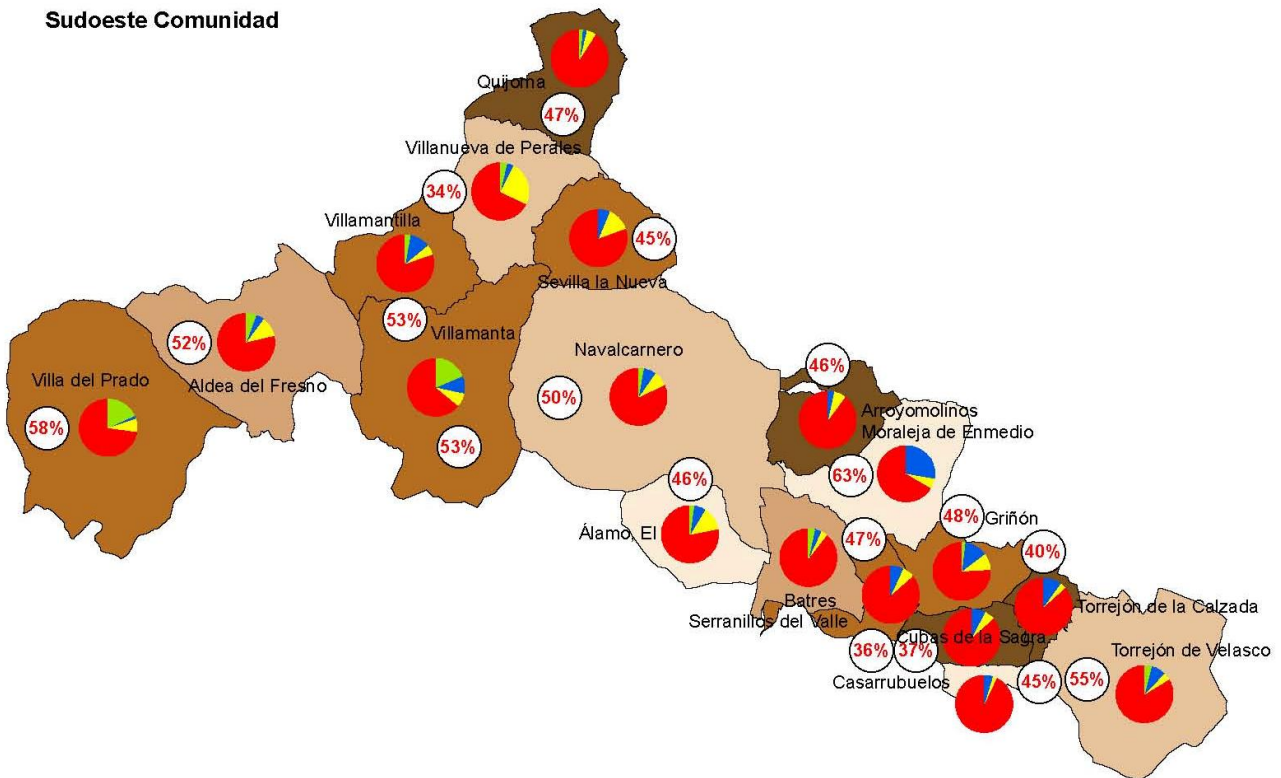 Sudoeste Comunidad
Quijorna
47%
Villanueva de Perales
34%
Villamantilla
45%
Sevilla la Nueva
53%
Villamanta
52%
Navalcarnero
46%
Villa del Prado
Aldea del Fresno
50%
Arroyomolinos
58%
Moraleja de Enmedio
53%
63%
46%
48%
Griñón
Álamo, El
47%
40%
Batres
Torrejón de la Calzada
Serranillos del Valle
Cubas de la Sagra
36%
37%
Torrejón de Velasco
Casarrubuelos
45%
55%